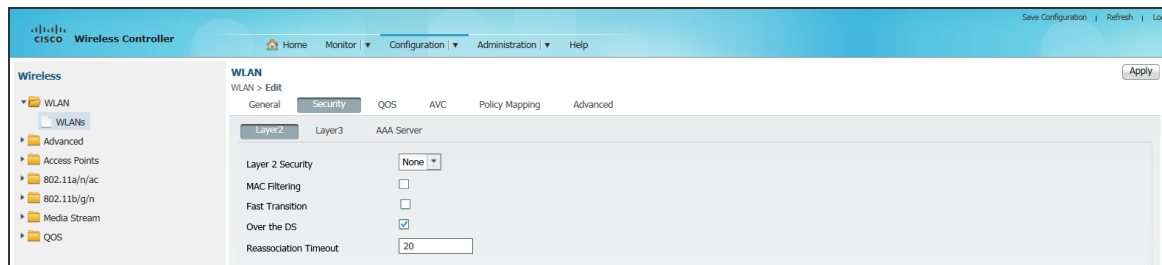 Save Configuration | Refresh |
CISCO Wireless Controller
Home Monitor Configuration Administration Help
Wireless
WLAN
WLANs
Advanced
Access Points
802.11a/n/ac
802.11b/g/n
Media Stream
QOS
WLAN
Apply
WLAN > Edit
General Security QOS AVC Policy Mapping Advanced
Layer2 Layer3 AAA Server
Layer 2 Security None
MAC Filtering
Fast Transition
Over the DS
Reassociation Timeout 20